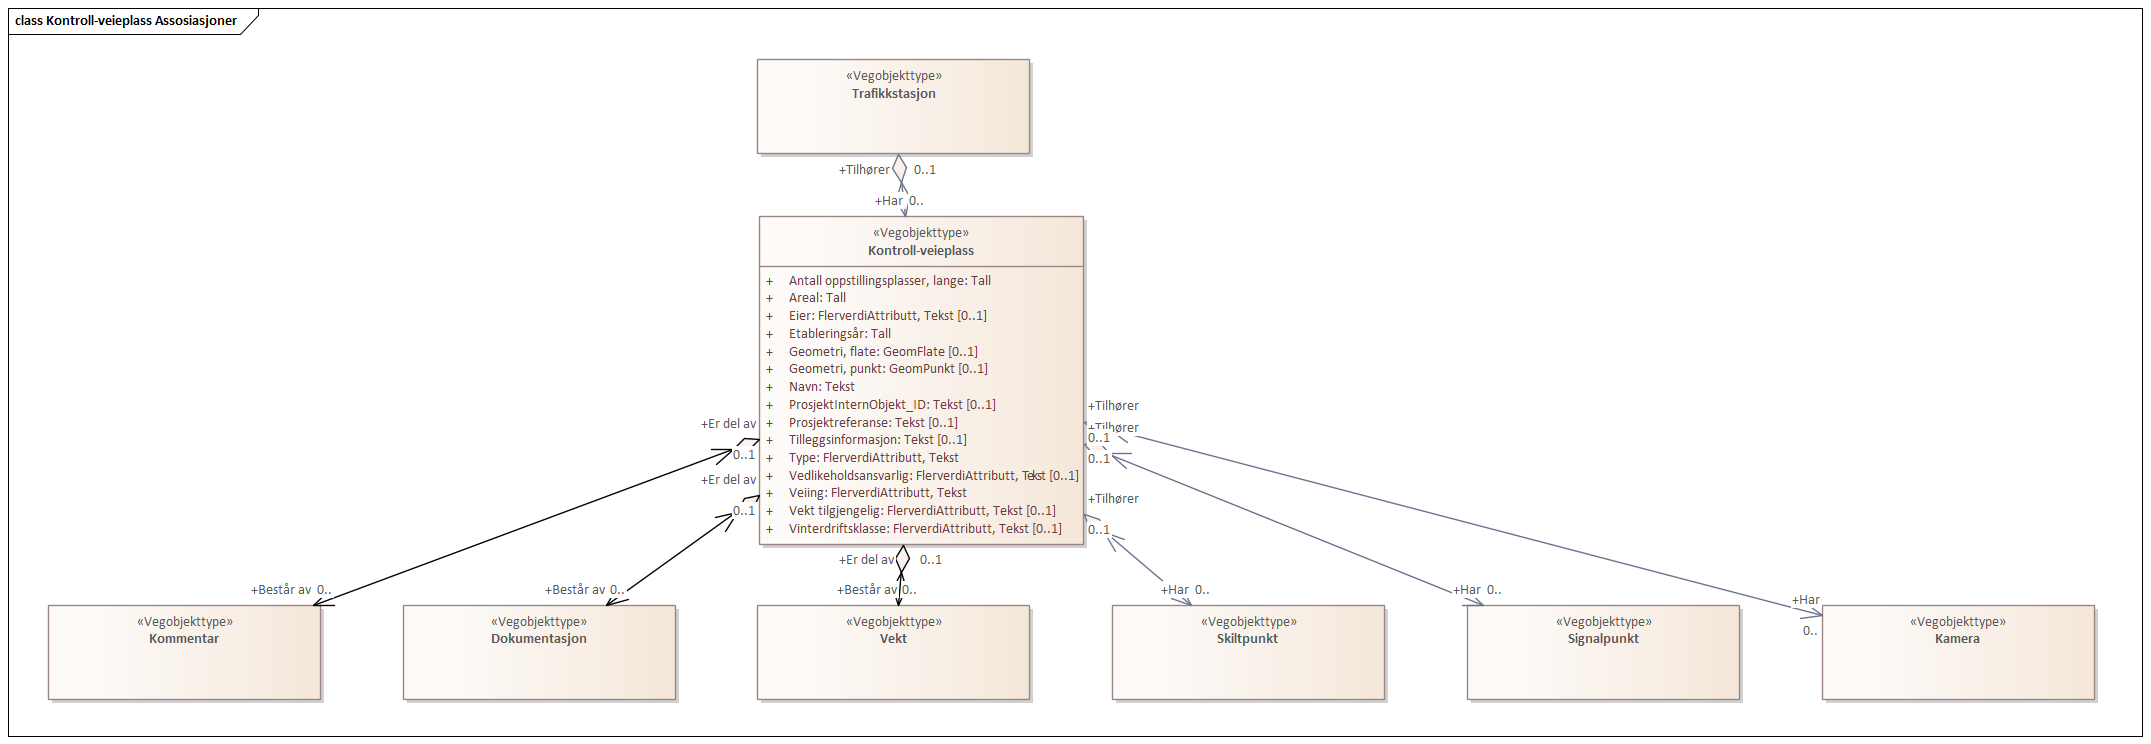 class Kontroll-veieplass Assosiasjoner
«Vegobjekttype»
Trafikkstasjon
+Tilhører 0..1
+Har 0..
«Vegobjekttype»
Kontroll-veieplass
+ Antall oppstillingsplasser, lange: Tall
+ Areal: Tall
+ Eier: FlerverdiAttributt, Tekst [0..1]
+ Etableringsår: Tall
+ Geometri, flate: GeomFlate [0..1]
+ Geometri, punkt: GeomPunkt [0..1]
+ Navn: Tekst
+ ProsjektInternObjekt_ID: Tekst [0..1]
+ Prosjektreferanse: Tekst [0..1]
+ Tilleggsinformasjon: Tekst [0..1]
+ Type: FlerverdiAttributt, Tekst
+ Vedlikeholdsansvarlig: FlerverdiAttributt, Tekst [0..1]
+ Veiing: FlerverdiAttributt, Tekst
+ Vekt tilgjengelig: FlerverdiAttributt, Tekst [0..1]
+ Vinterdriftsklasse: FlerverdiAttributt, Tekst [0..1]
+Er del av
0..1
+Er del av
0..1
+Er del av 0..1
+Tilhører
+Tilhører
0..1
0..1
+Tilhører
0..1
+Består av 0..
+Består av 0..
+Består av 0..
+Har 0..
+Har 0..
+Har
0..
«Vegobjekttype»
Kommentar
«Vegobjekttype»
Dokumentasjon
«Vegobjekttype»
Vekt
«Vegobjekttype»
Skiltpunkt
«Vegobjekttype»
Signalpunkt
«Vegobjekttype»
Kamera